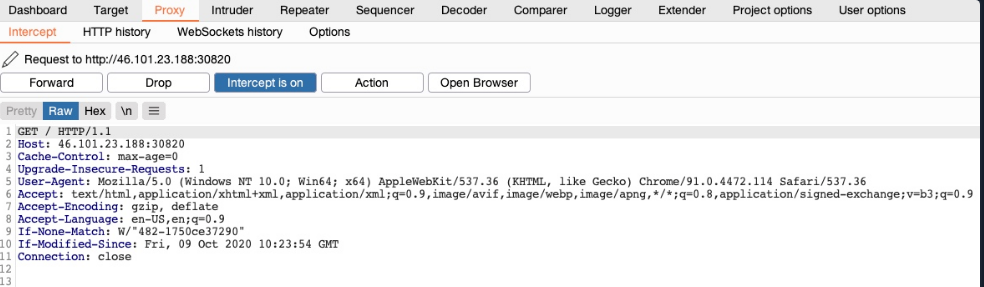 Dashboard Target Proxy Intruder Repeater Sequencer Decoder Comparer Logger Extender Project options User options
Intercept HTTP history WebSockets history Options
Request to http://46.101.23.188:30820
Forward Drop Intercept is on Action Open Browser
Pretty Raw Hex \n
1 GET / HTTP/1.1
2 Host: 46.101.23.188:30820
3 Cache-Control: max-age=0
4 Upgrade-Insecure-Requests: 1
5 User-Agent: Mozilla/5.0 (Windows NT 10.0; Win64; x64) AppleWebKit/537.36 (KHTML, like Gecko) Chrome/91.0.4472.114 Safari/537.36
6 Accept: text/html,application/xhtml+xml,application/xml;q=0.9,image/avif,image/webp,image/apng,*/*;q=0.8,application/signed-exchange;v=b3;q=0.9
7 Accept-Encoding: gzip, deflate
8 Accept-Language: en-US,en;q=0.9
9 If-None-Match: W/"482-1750ce37290"
10 If-Modified-Since: Fri, 09 Oct 2020 10:23:54 GMT
11 Connection: close
12
13